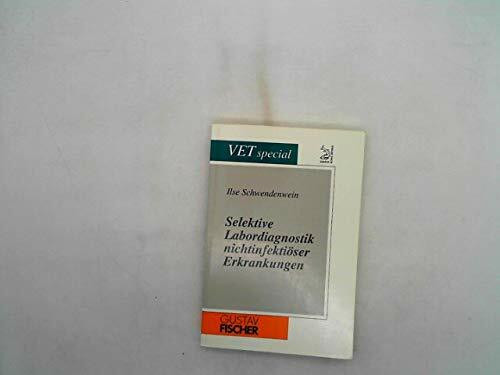 VET special
Ilse Schwendenwein
Selektive
Labordiagnostik
nichtinfektiöser
Erkrankungen
GUSTAV
FISCHER